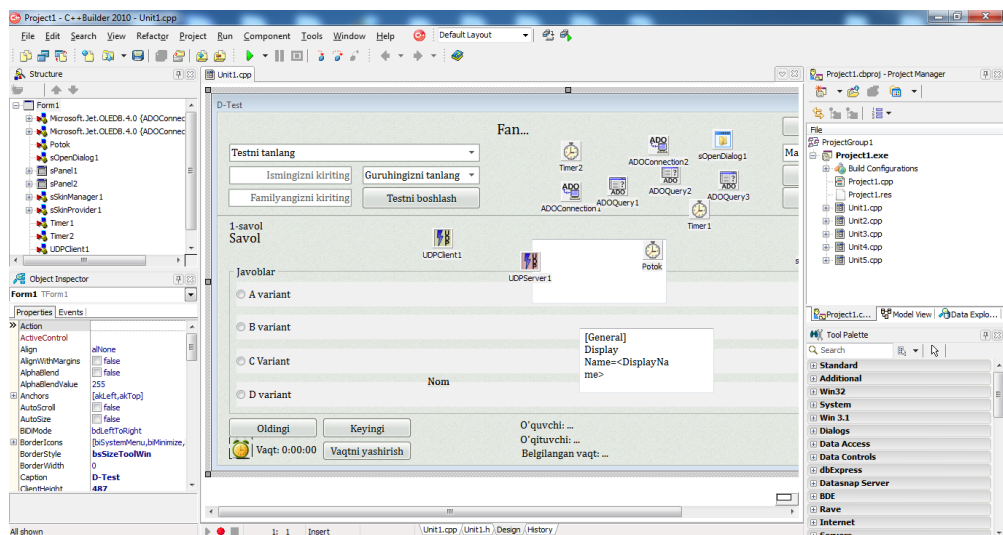 Project1 - C++Builder 2010 - Unit1.cpp
File Edit Search View Refactor Project Run Component Tools Window Help Default Layout
Structure
Form1
Microsoft.Jet.OLEDB.4.0 {ADOConnec
Microsoft.Jet.OLEDB.4.0 {ADOConnec
Potok
sOpenDialog1
sPanel1
sPanel2
sSkinManager1
sSkinProvider1
Timer1
Timer2
UDPClient1
Object Inspector
Form1 TForm1
Properties Events
Action
ActiveControl
Align alNone
AlignWithMargins false
AlphaBlend false
AlphaBlendValue 255
Anchors [akLeft,akTop]
AutoScroll false
AutoSize false
BiDiMode bdLeftToRight
BorderIcons [biSystemMenu,biMinimize,
BorderStyle bsSizeToolWin
BorderWidth 0
Caption D-Test
ClientHeight 487
All shown
Unit1.cpp
D-Test
Fan...
Testni tanlang
Ismingizni kiriting Guruhingizni tanlang
Familyangizni kiriting Testni boshlash
Timer2
ADOConnection2
sOpenDialog1
Ma
ADOConnection1
ADOQuery1
ADOQuery2
ADOQuery3
Timer1
1-savol
Savol
UDPClient1
UDPServer1
Potok
s
Javoblar
A variant
B variant
C Variant
D variant
Nom
[General]
Display
Name=<DisplayNa
me>
Oldingi Keyingi
Vaqt: 0:00:00 Vaqtni yashirish
O'quvchi: ...
O'qituvchi: ...
Belgilangan vaqt: ...
1: 1 Insert Unit1.cpp Unit1.h Design History
Project1.cbproj - Project Manager
File
ProjectGroup1
Project1.exe
Build Configurations
Project1.cpp
Project1.res
Unit1.cpp
Unit2.cpp
Unit3.cpp
Unit4.cpp
Unit5.cpp
Project1.c... Model View Data Explo...
Tool Palette
Search
Standard
Additional
Win32
System
Win 3.1
Dialogs
Data Access
Data Controls
dbExpress
Datasnap Server
BDE
Rave
Internet
Servers